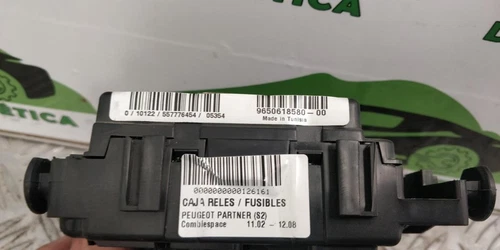 ÁTICA
0 / 10122 / 557776454 / 05354
9650618580-00
Made in Tunisia
0000000000126161
CAJA RELES / FUSIBLES
PEUGEOT PARTNER (S2)
Combiespace 11.02 - 12.08